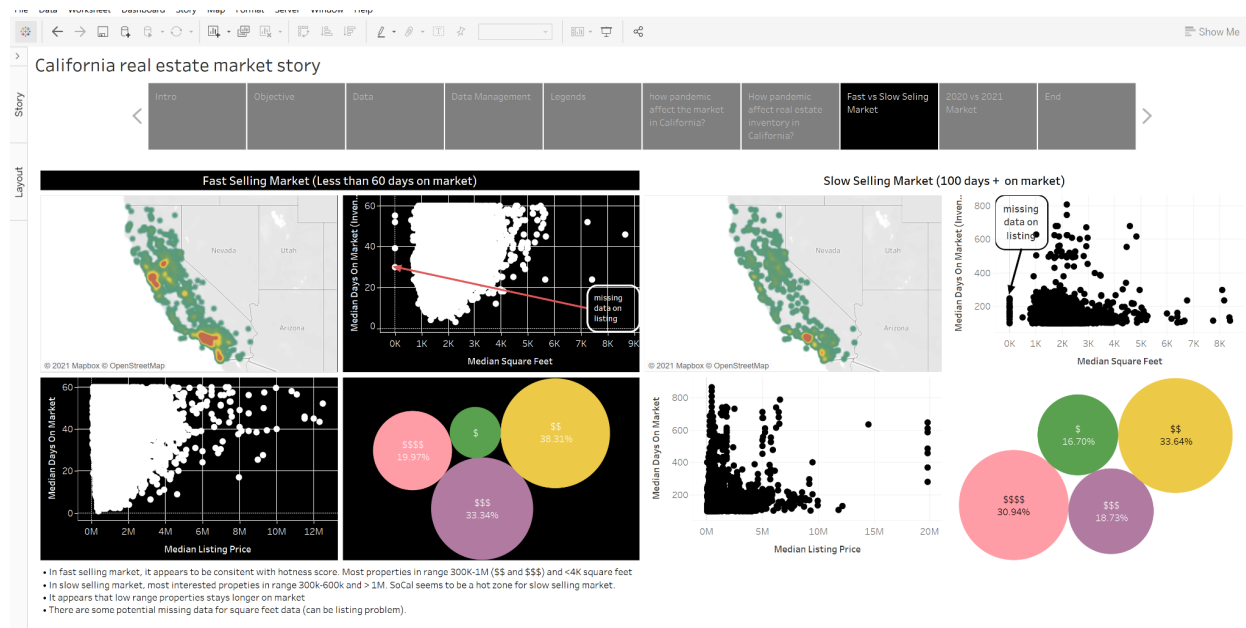 File Data Worksheet Dashboard Story Map Format Server Window Help
Show Me
California real estate market story
Story
Layout
Intro
Objective
Data
Data Management
Legends
how pandemic
affect the market
in California?
How pandemic
affect real estate
inventory in
California?
Fast vs Slow Seling
Market
2020 vs 2021
Market
End
Fast Selling Market (Less than 60 days on market)
Nevada
Utah
Arizona
© 2021 Mapbox © OpenStreetMap
Median Days On Market (Inven..
60
40
20
0
0K 1K 2K 3K 4K 5K 6K 7K 8K 9K
Median Square Feet
missing
data on
listing
Median Days On Market
60
40
20
0
0M 2M 4M 6M 8M 10M 12M
Median Listing Price
$$$$
19.97%
$
$$
38.31%
$$$
33.34%
Slow Selling Market (100 days + on market)
Nevada
Utah
Arizona
© 2021 Mapbox © OpenStreetMap
Median Days On Market (Inven..
800
600
400
200
missing
data on
listing
0K 1K 2K 3K 4K 5K 6K 7K 8K
Median Square Feet
Median Days On Market
800
600
400
200
0M 5M 10M 15M 20M
Median Listing Price
$
16.70%
$$
33.64%
$$$$
30.94%
$$$
18.73%
• In fast selling market, it appears to be consitent with hotness score. Most properties in range 300K-1M ($$ and $$$) and <4K square feet
• In slow selling market, most interested propeties in range 300k-600k and > 1M. SoCal seems to be a hot zone for slow selling market.
• It appears that low range properties stays longer on market
• There are some potential missing data for square feet data (can be listing problem).